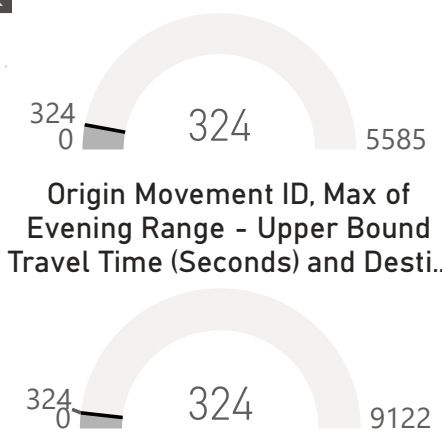 324
0
324
5585
Origin Movement ID, Max of
Evening Range - Upper Bound
Travel Time (Seconds) and Desti..
324
0
324
9122